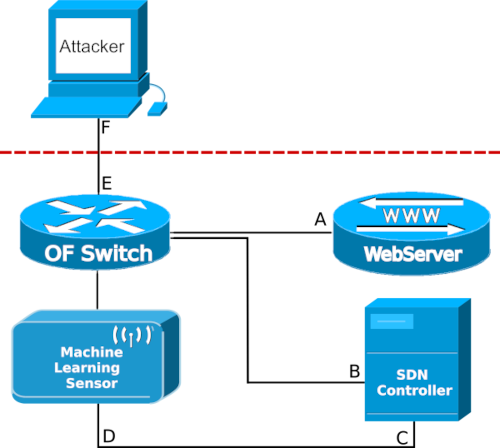 Attacker
F
E
A
WWW
OF Switch
WebServer
Machine
Learning
Sensor
B
SDN
Controller
D
C